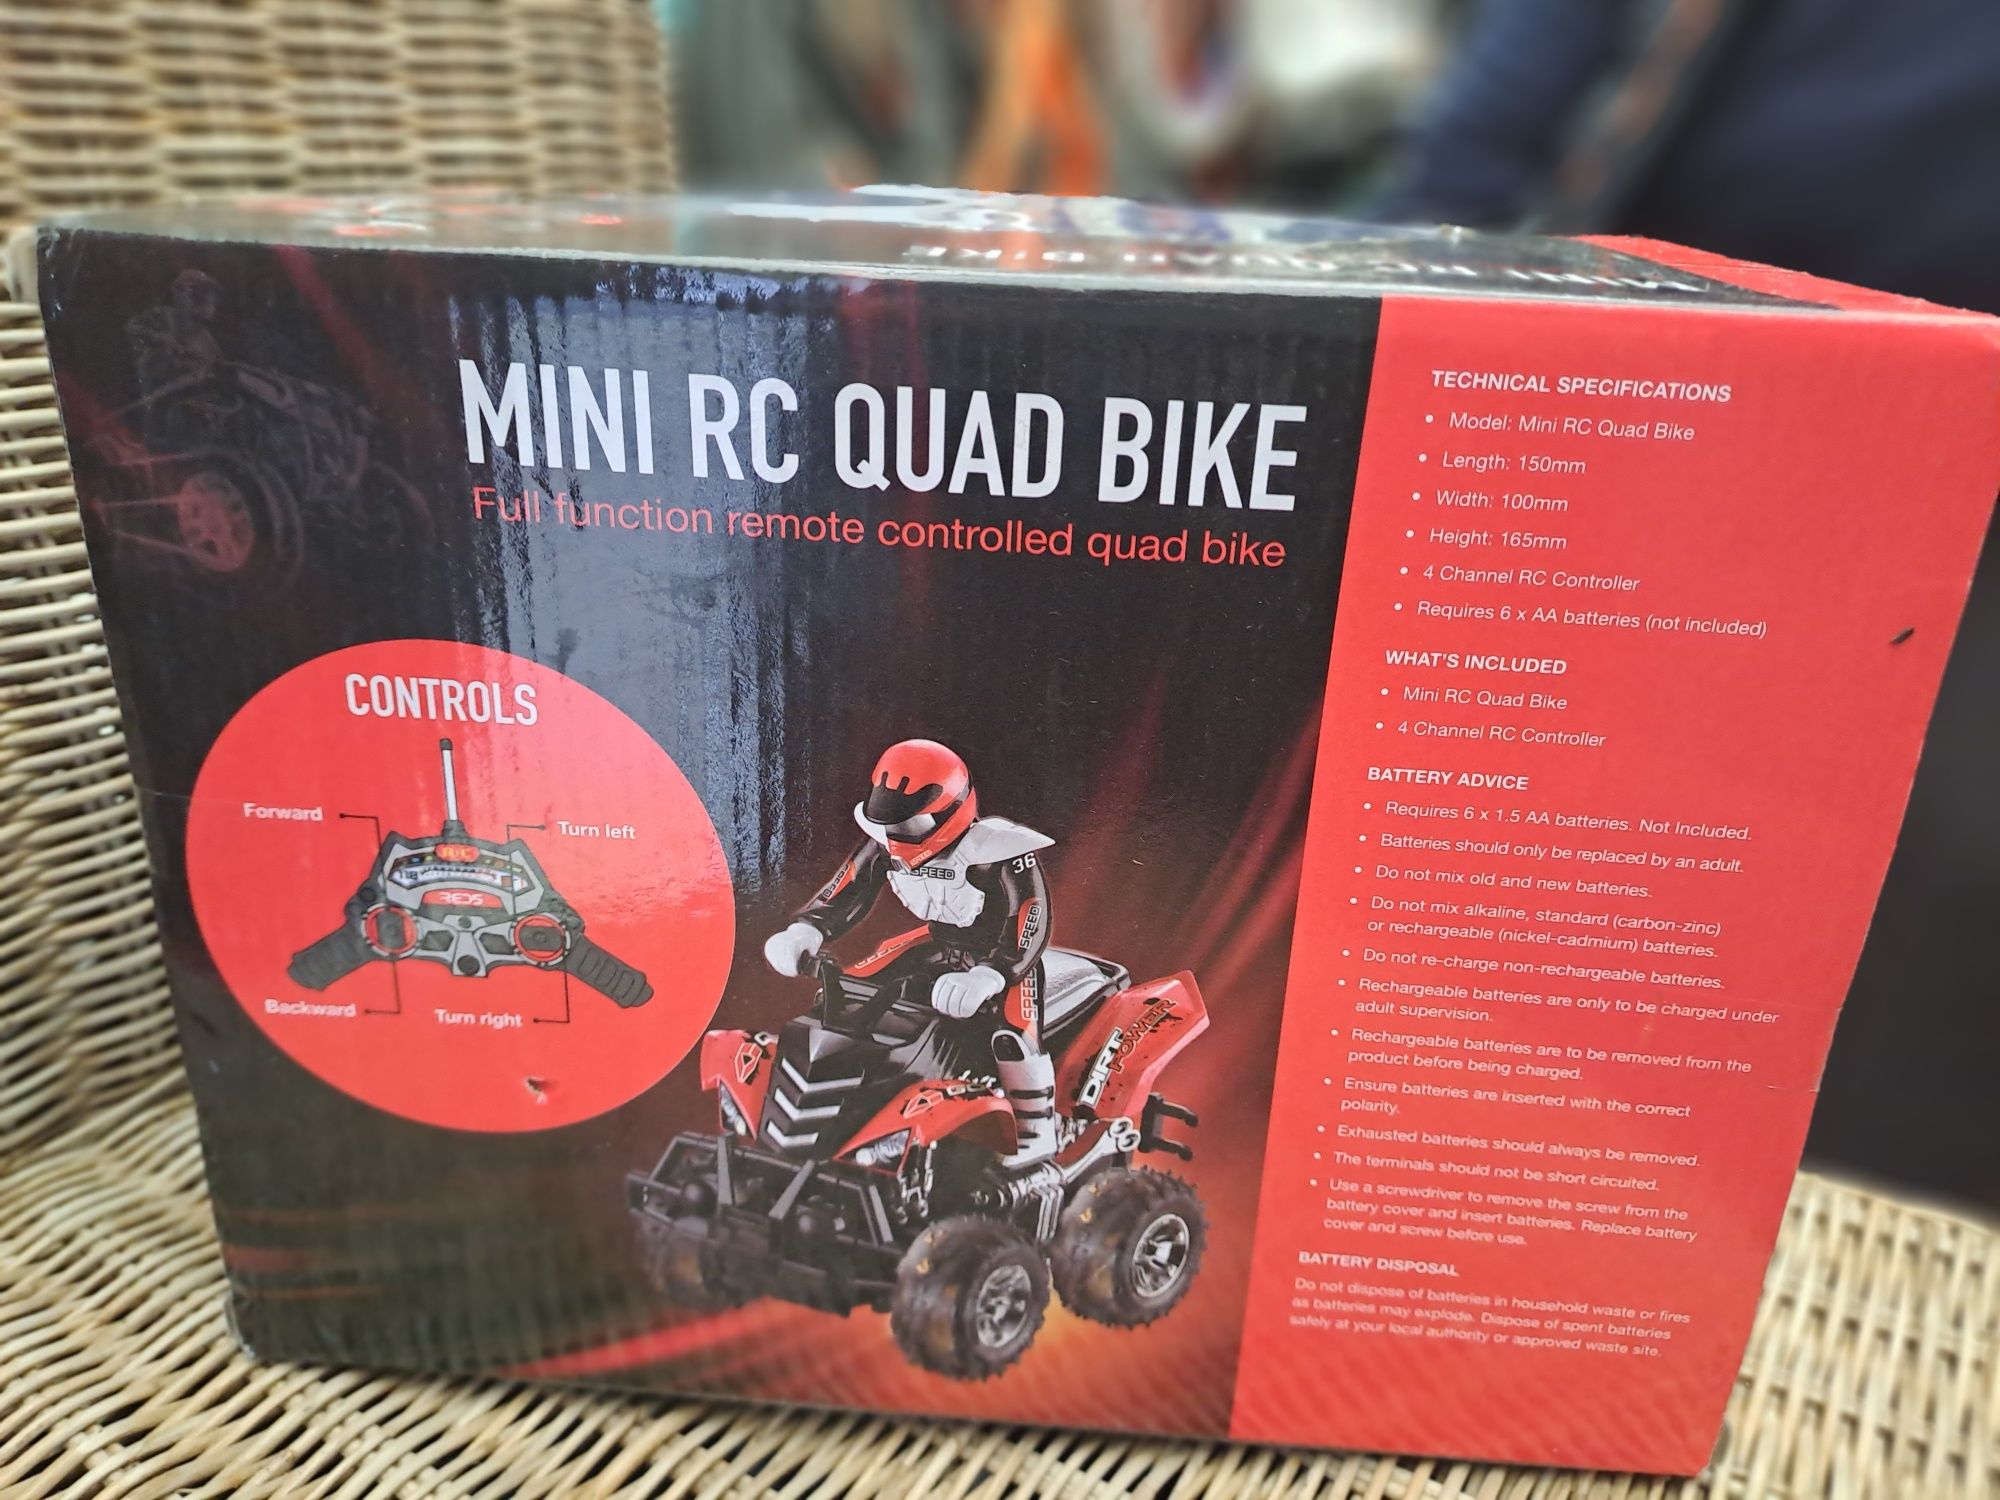 MINI RC QUAD BIKE
MINI RC QUAD BIKE
Full function remote controlled quad bike
CONTROLS
Forward
Turn left
R/C
RED5
Backward
Turn right
36
SPEED
SPEED
SPEED
SPEED
DIRT
POWER
TECHNICAL SPECIFICATIONS
• Model: Mini RC Quad Bike
• Length: 150mm
• Width: 100mm
• Height: 165mm
• 4 Channel RC Controller
• Requires 6 x AA batteries (not included)
WHAT'S INCLUDED
• Mini RC Quad Bike
• 4 Channel RC Controller
BATTERY ADVICE
• Requires 6 x 1.5 AA batteries. Not Included.
• Batteries should only be replaced by an adult.
• Do not mix old and new batteries.
• Do not mix alkaline, standard (carbon-zinc)
or rechargeable (nickel-cadmium) batteries.
• Do not re-charge non-rechargeable batteries.
• Rechargeable batteries are only to be charged under
adult supervision.
• Rechargeable batteries are to be removed from the
product before being charged.
• Ensure batteries are inserted with the correct
polarity.
• Exhausted batteries should always be removed.
• The terminals should not be short circuited.
• Use a screwdriver to remove the screw from the
battery cover and insert batteries. Replace battery
cover and screw before use.
BATTERY DISPOSAL
Do not dispose of batteries in household waste or fires
as batteries may explode. Dispose of spent batteries
safely at your local authority or approved waste site.